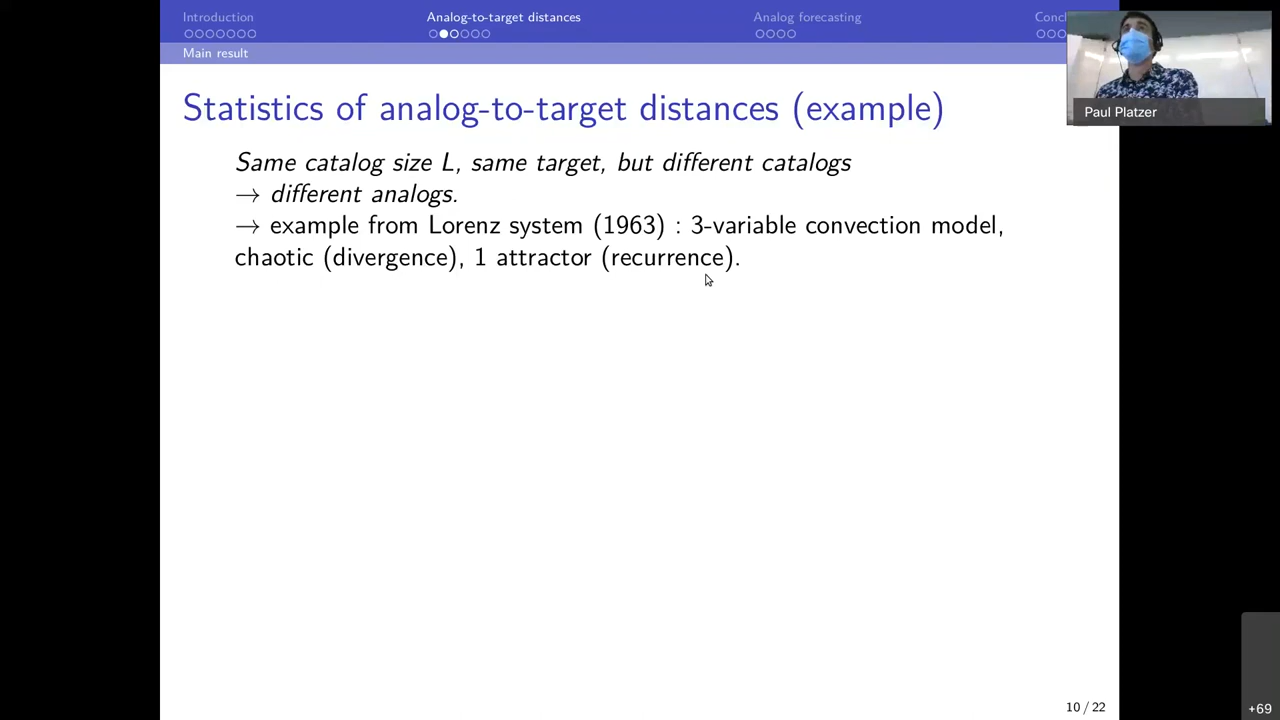 Introduction
Analog-to-target distances
Analog forecasting
Concl
Main result
Paul Platzer
Statistics of analog-to-target distances (example)
Same catalog size L, same target, but different catalogs
→ different analogs.
→ example from Lorenz system (1963) : 3-variable convection model,
chaotic (divergence), 1 attractor (recurrence).
10 / 22
+69